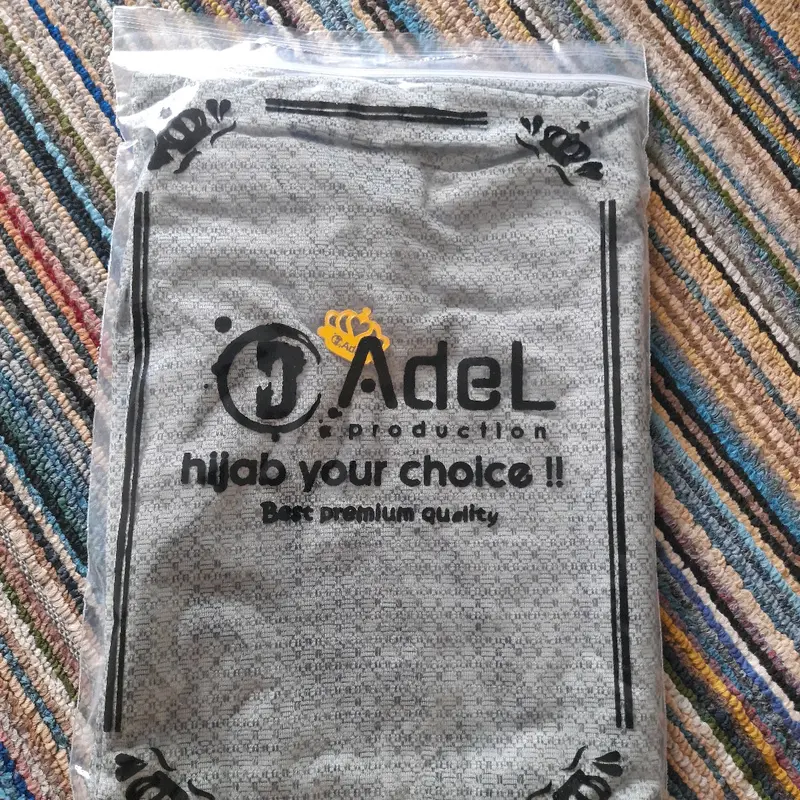 AdeL
production
hijab your choice !!
Best premium quality